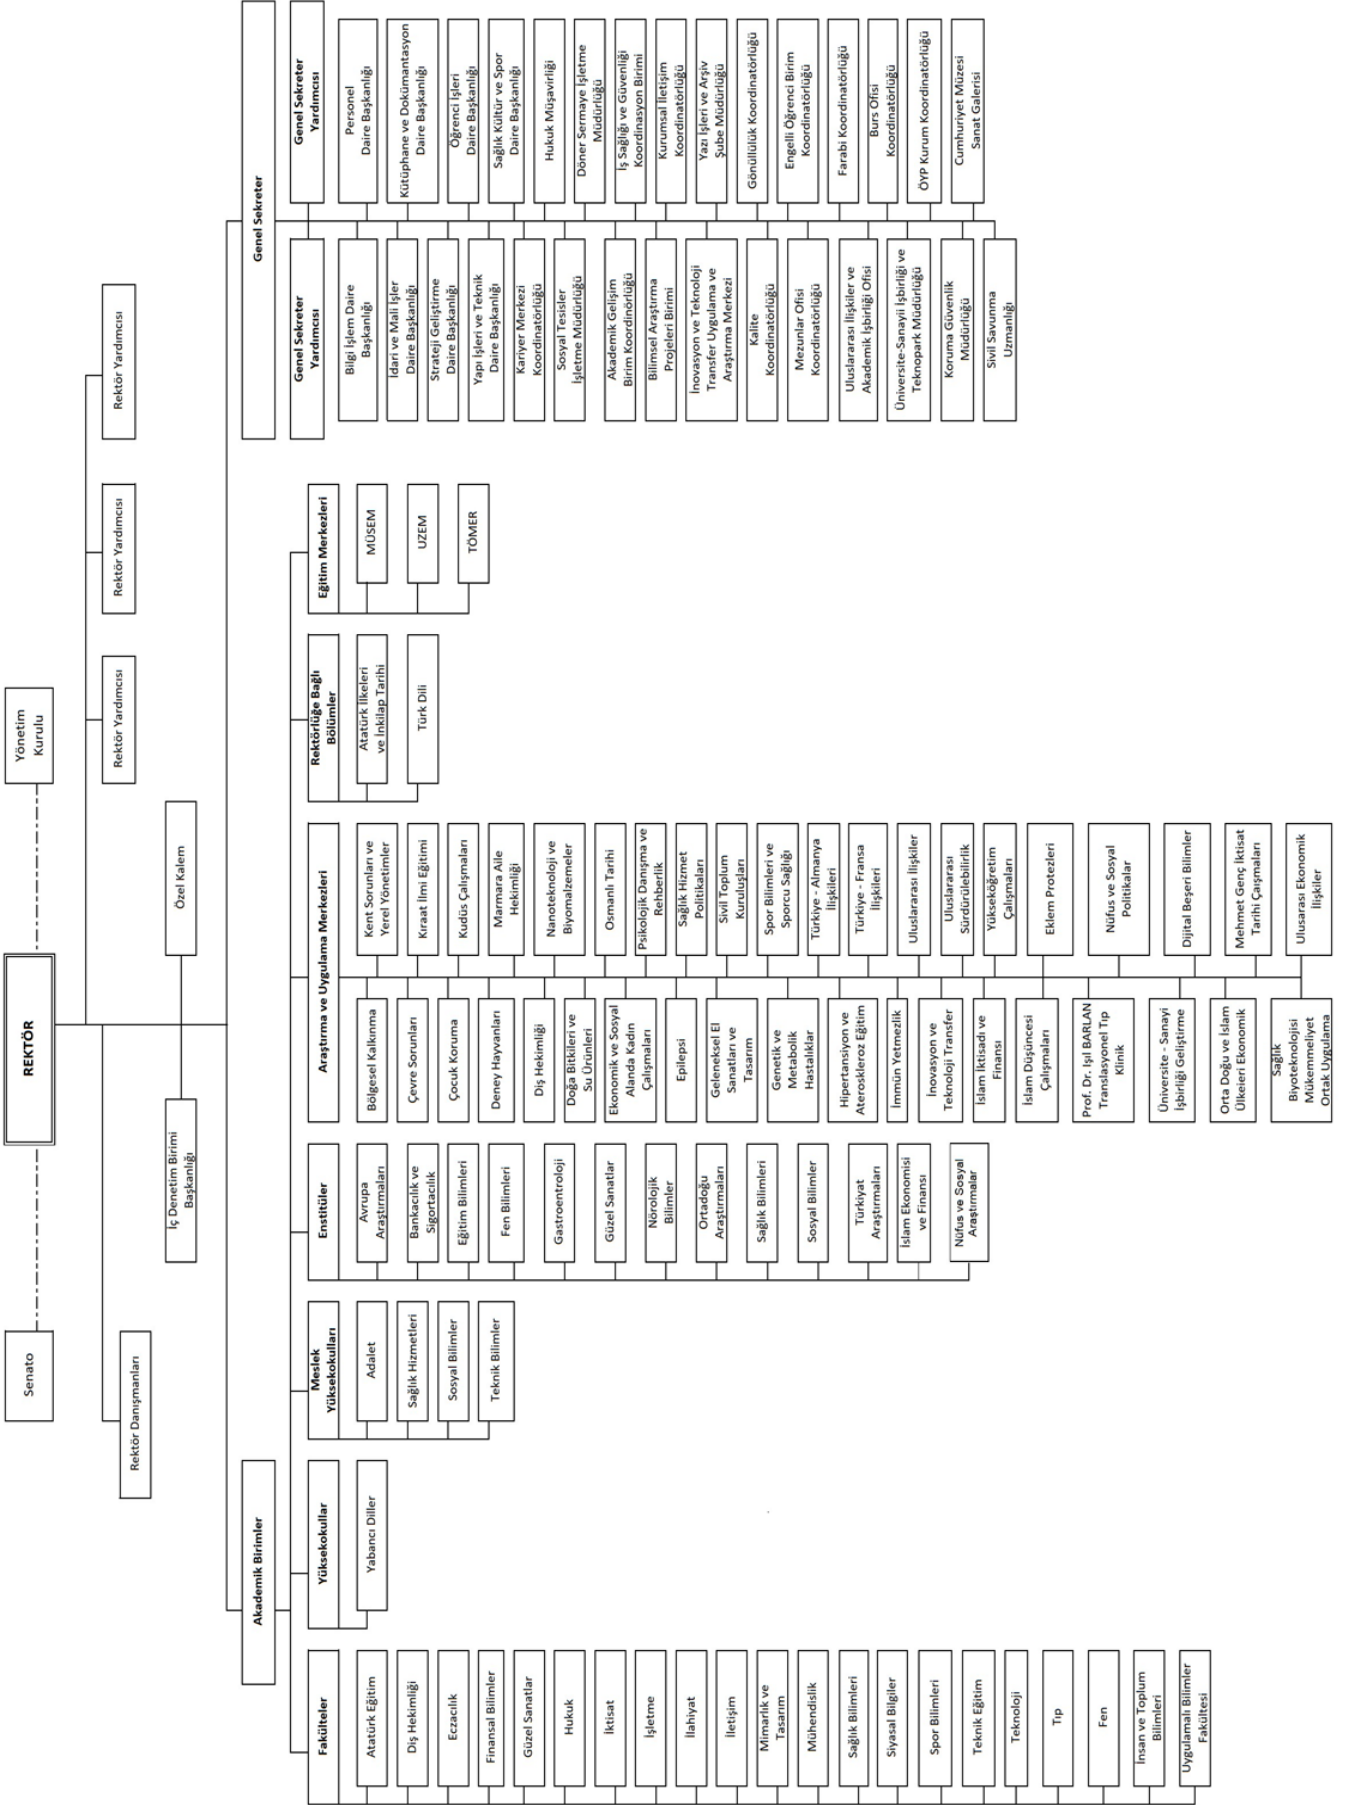 Senato
REKTÖR
Yönetim
Kurulu
Rektör Danışmanları
Rektör Yardımcısı
Rektör Yardımcısı
Rektör Yardımcısı
İç Denetim Birimi
Başkanlığı
Özel Kalem
Akademik Birimler
Genel Sekreter
Fakülteler
Atatürk Eğitim
Diş Hekimliği
Eczacılık
Finansal Bilimler
Güzel Sanatlar
Hukuk
İktisat
İşletme
İlahiyat
İletişim
Mimarlık ve
Tasarım
Mühendislik
Sağlık Bilimleri
Siyasal Bilgiler
Spor Bilimleri
Teknik Eğitim
Teknoloji
Tıp
Fen
İnsan ve Toplum
Bilimleri
Uygulamalı Bilimler
Fakültesi
Yüksekokullar
Yabancı Diller
Meslek
Yüksekokulları
Adalet
Sağlık Hizmetleri
Sosyal Bilimler
Teknik Bilimler
Enstitüler
Avrupa
Araştırmaları
Bankacılık ve
Sigortacılık
Eğitim Bilimleri
Fen Bilimleri
Gastroentroloji
Güzel Sanatlar
Nörolojik
Bilimler
Ortadoğu
Araştırmaları
Sağlık Bilimleri
Sosyal Bilimler
Türkiyat
Araştırmaları
İslam Ekonomisi
ve Finansı
Nüfus ve Sosyal
Araştırmalar
Araştırma ve Uygulama Merkezleri
Bölgesel Kalkınma
Çevre Sorunları
Çocuk Koruma
Deney Hayvanları
Diş Hekimliği
Doğa Bitkileri ve
Su Ürünleri
Ekonomik ve Sosyal
Alanda Kadın
Çalışmaları
Epilepsi
Geleneksel El
Sanatları ve
Tasarım
Genetik ve
Metabolik
Hastalıklar
Hipertansiyon ve
Ateroskleroz Eğitim
İmmün Yetmezlik
İnovasyon ve
Teknoloji Transfer
İslam İktisadı ve
Finansı
İslam Düşüncesi
Çalışmaları
Prof. Dr. Işıl BARLAN
Translasyonel Tıp
Klinik
Üniversite - Sanayi
İşbirliği Geliştirme
Orta Doğu ve İslam
Ülkeieri Ekonomik
Sağlık
Biyoteknolojisi
Mükemmeliyet
Ortak Uygulama
Kent Sorunları ve
Yerel Yönetimler
Kıraat İlmi Eğitimi
Kudüs Çalışmaları
Marmara Aile
Hekimliği
Nanoteknoloji ve
Biyomalzemeler
Osmanlı Tarihi
Psikolojik Danışma ve
Rehberlik
Sağlık Hizmet
Politikaları
Sivil Toplum
Kuruluşları
Spor Bilimleri ve
Sporcu Sağlığı
Türkiye - Almanya
İlişkileri
Türkiye - Fransa
İlişkileri
Uluslararası İlişkiler
Uluslararası
Sürdürülebilirlik
Yükseköğretim
Çalışmaları
Eklem Protezleri
Nüfus ve Sosyal
Politikalar
Dijital Beşeri Bilimler
Mehmet Genç İktisat
Tarihi Çaışmaları
Ulusarası Ekonomik
İlişkiler
Rektörlüğe Bağlı
Bölümler
Atatürk İlkeleri
ve İnkilap Tarihi
Türk Dili
Eğitim Merkezleri
MÜSEM
UZEM
TÖMER
Genel Sekreter
Yardımcısı
Bilgi İşlem Daire
Başkanlığı
İdari ve Mali İşler
Daire Başkanlığı
Strateji Geliştirme
Daire Başkanlığı
Yapı İşleri ve Teknik
Daire Başkanlığı
Kariyer Merkezi
Koordinatörlüğü
Sosyal Tesisler
İşletme Müdürlüğü
Akademik Gelişim
Birim Koordinörlüğü
Bilimsel Araştırma
Projeleri Birimi
İnovasyon ve Teknoloji
Transfer Uygulama ve
Araştırma Merkezi
Kalite
Koordinatörlüğü
Mezunlar Ofisi
Koordinatörlüğü
Uluslararası İlişkiler ve
Akademik İşbirliği Ofisi
Üniversite-Sanayii İşbirliği ve
Teknopark Müdürlüğü
Koruma Güvenlik
Müdürlüğü
Sivil Savunma
Uzmanlığı
Genel Sekreter
Yardımcısı
Personel
Daire Başkanlığı
Kütüphane ve Dokümantasyon
Daire Başkanlığı
Öğrenci İşleri
Daire Başkanlığı
Sağlık Kültür ve Spor
Daire Başkanlığı
Hukuk Müşavirliği
Döner Sermaye İşletme
Müdürlüğü
İş Sağlığı ve Güvenliği
Koordinasyon Birimi
Kurumsal İletişim
Koordinatörlüğü
Yazı İşleri ve Arşiv
Şube Müdürlüğü
Gönüllülük Koordinatörlüğü
Engelli Öğrenci Birim
Koordinatörlüğü
Farabi Koordinatörlüğü
Burs Ofisi
Koordinatörlüğü
ÖYP Kurum Koordinatörlüğü
Cumhuriyet Müzesi
Sanat Galerisi